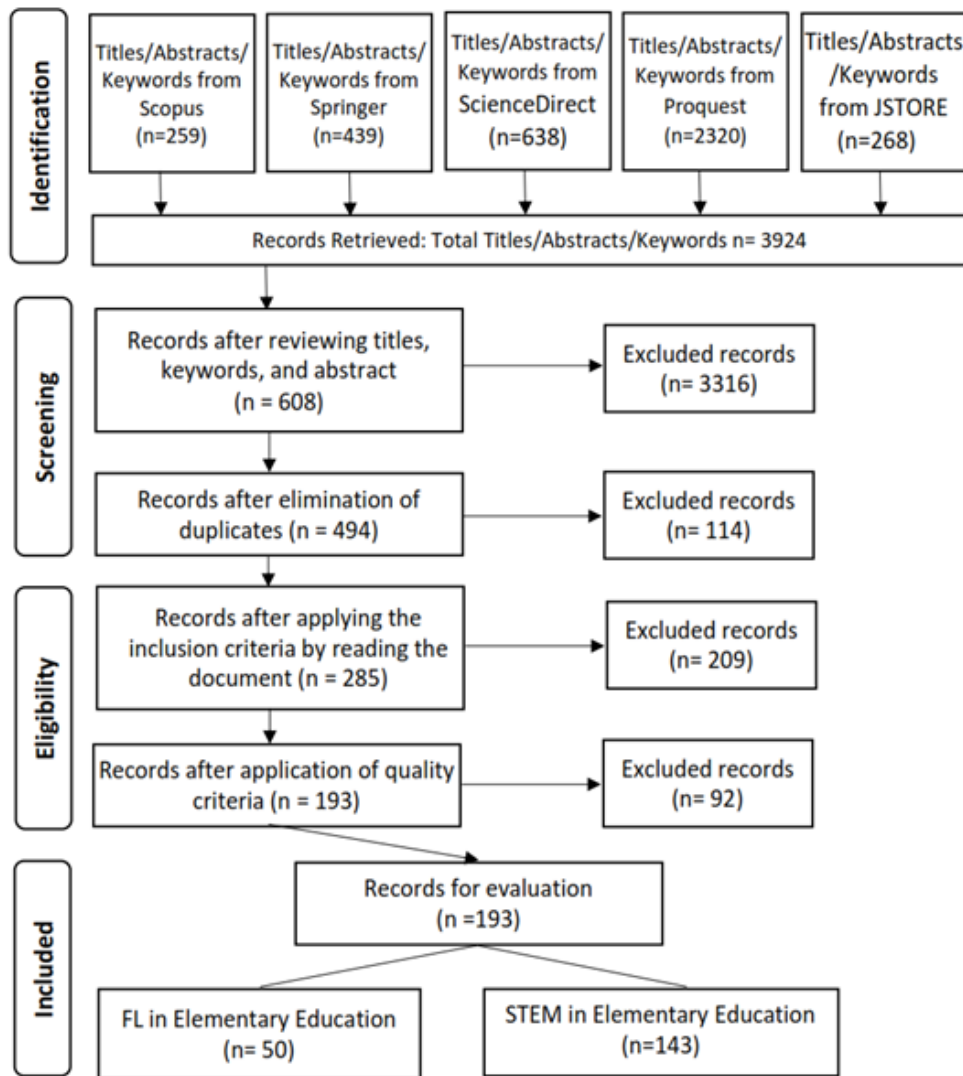 Identification
Titles/Abstracts/
Keywords from
Scopus
(n=259)
Titles/Abstracts/
Keywords from
Springer
(n=439)
Titles/Abstracts/
Keywords from
ScienceDirect
(n=638)
Titles/Abstracts/
Keywords from
Proquest
(n=2320)
Titles/Abstracts
/Keywords
from JSTORE
(n=268)
Records Retrieved: Total Titles/Abstracts/Keywords n= 3924
Screening
Records after reviewing titles,
keywords, and abstract
(n = 608)
Excluded records
(n= 3316)
Records after elimination of
duplicates (n = 494)
Excluded records
(n= 114)
Eligibility
Records after applying the
inclusion criteria by reading the
document (n = 285)
Excluded records
(n= 209)
Records after application of quality
criteria (n = 193)
Excluded records
(n= 92)
Included
Records for evaluation
(n =193)
FL in Elementary Education
(n= 50)
STEM in Elementary Education
(n=143)